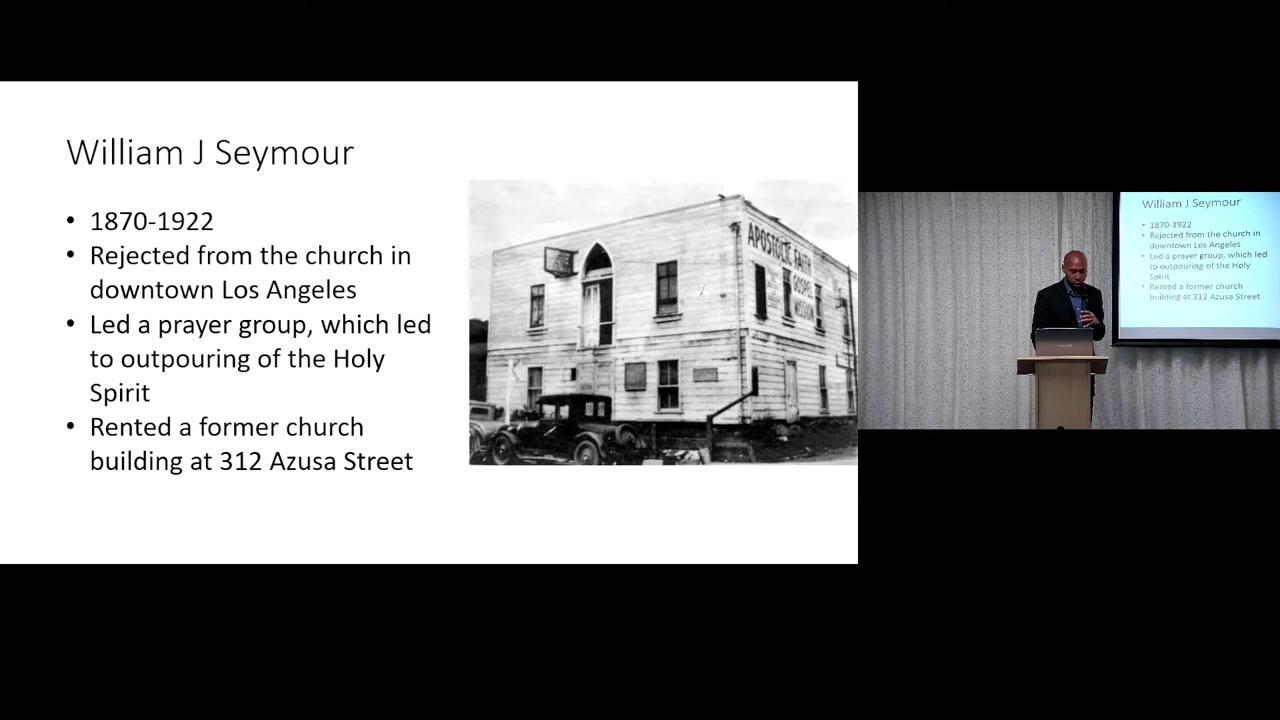 William J Seymour
• 1870-1922
• Rejected from the church in
downtown Los Angeles
• Led a prayer group, which led
to outpouring of the Holy
Spirit
• Rented a former church
building at 312 Azusa Street
APOSTOLIC FAITH
GOSPEL
MISSION
William J Seymour
• 1870-1922
• Rejected from the church in
downtown Los Angeles
• Led a prayer group, which led
to outpouring of the Holy
Spirit
• Rented a former church
building at 312 Azusa Street